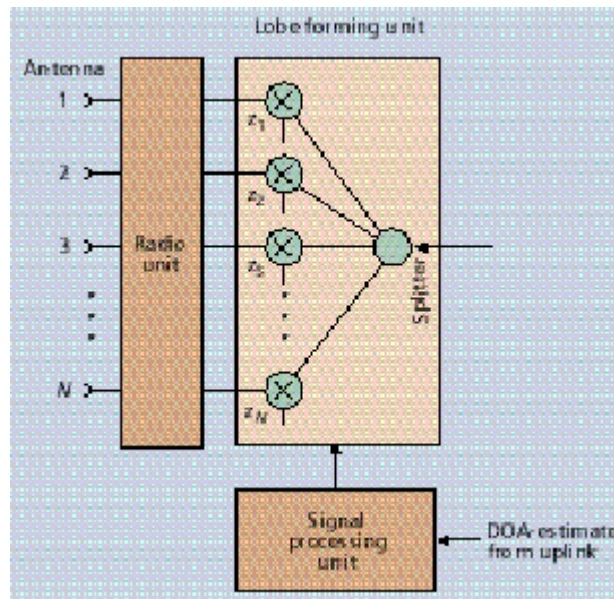 Lobe forming unit
Antenna
1
z1
2
z2
3
Radio
unit
z3
Splitter
N
zN
Signal
processing
unit
DOA-estimate
from uplink